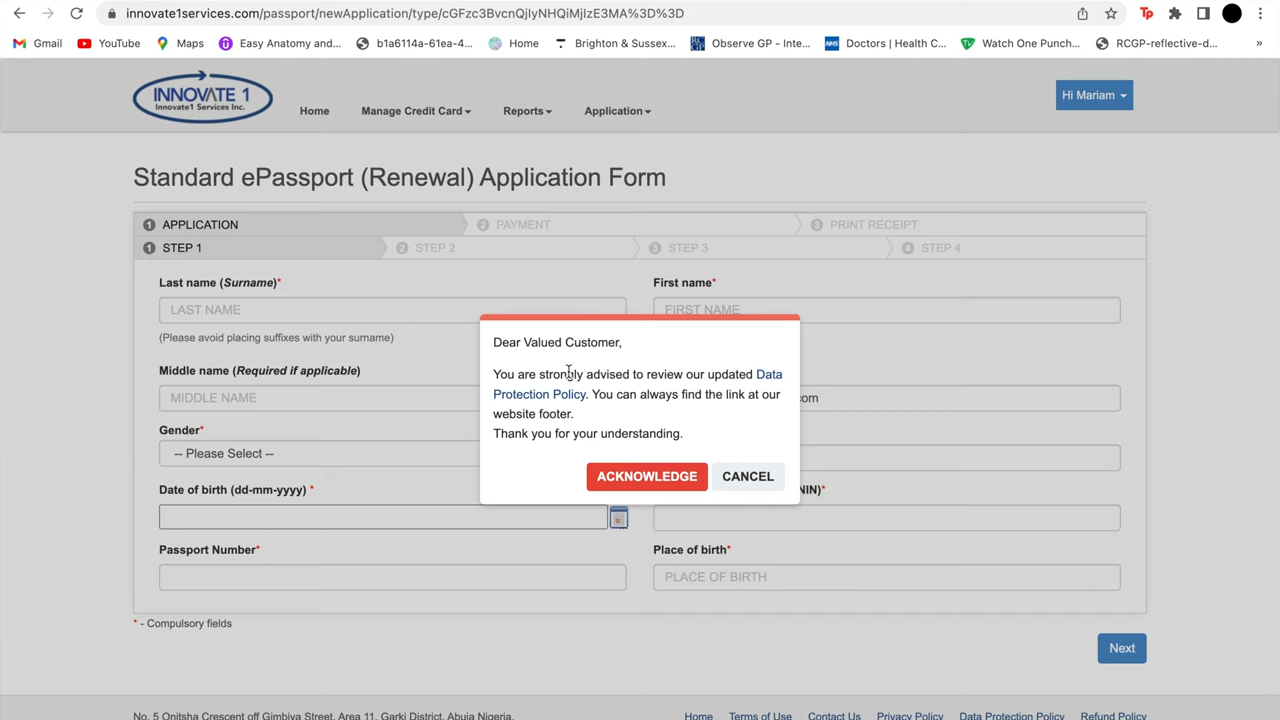 innovate1services.com/passport/newApplication/type/cGFzc3BvcnQjIyNHQiMjIzE3MA%3D%3D
Gmail YouTube Maps Easy Anatomy and... b1a6114a-61ea-4... Home Brighton & Sussex... Observe GP - Inte... NHS Doctors | Health C... Watch One Punch... RCGP-reflective-d... »
INNOVATE 1
Innovate1 Services Inc.
Home Manage Credit Card Reports Application
Hi Mariam
Standard ePassport (Renewal) Application Form
1 APPLICATION 2 PAYMENT 3 PRINT RECEIPT
1 STEP 1 2 STEP 2 3 STEP 3 4 STEP 4
Last name (Surname)* First name*
LAST NAME FIRST NAME
(Please avoid placing suffixes with your surname)
Dear Valued Customer,
You are strongly advised to review our updated Data
Protection Policy. You can always find the link at our
website footer.
Thank you for your understanding.
ACKNOWLEDGE CANCEL
Middle name (Required if applicable)
MIDDLE NAME com
Gender*
-- Please Select --
Date of birth (dd-mm-yyyy) * NIN)*
Passport Number* Place of birth*
PLACE OF BIRTH
* - Compulsory fields
Next
No. 5 Onitsha Crescent off Gimbiya Street, Area 11, Garki District, Abuja Nigeria.
Home Terms of Use Contact Us Privacy Policy Data Protection Policy Refund Policy